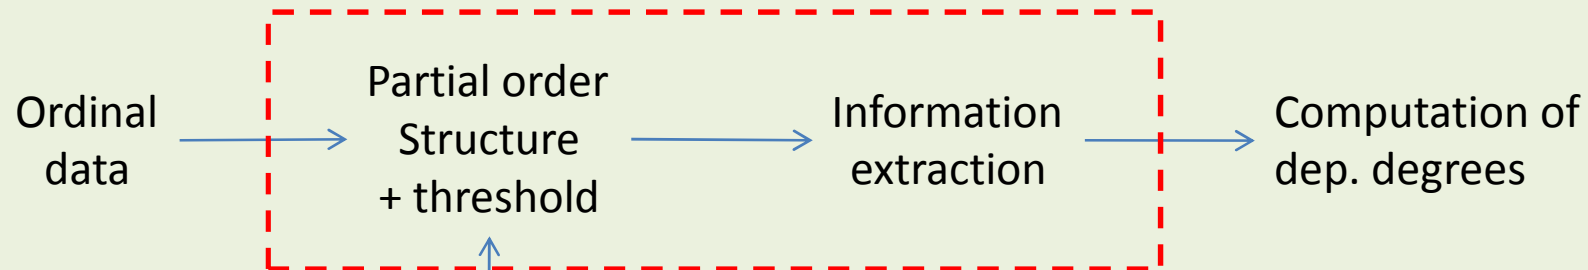 Ordinal
data
Partial order
Structure
+ threshold
Information
extraction
Computation of
dep. degrees